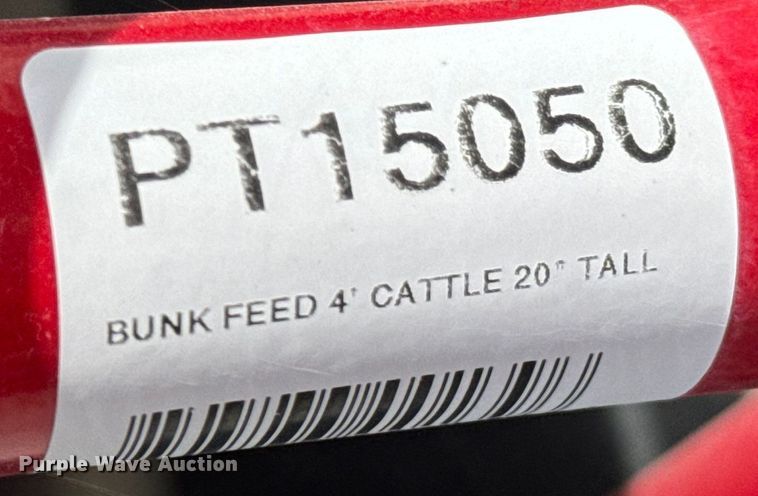 PT15050
BUNK FEED 4' CATTLE 20" TALL
Purple Wave Auction